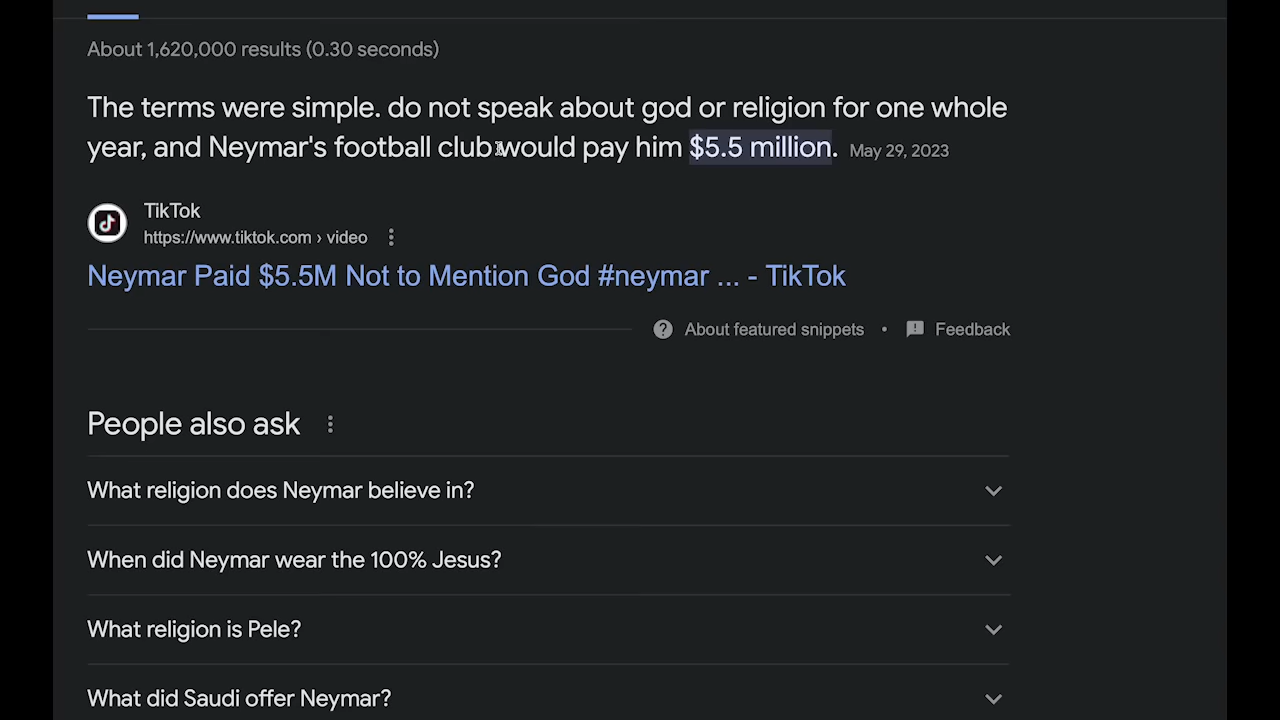 About 1,620,000 results (0.30 seconds)
The terms were simple. do not speak about god or religion for one whole
year, and Neymar's football club would pay him $5.5 million. May 29, 2023
TikTok
https://www.tiktok.com › video
Neymar Paid $5.5M Not to Mention God #neymar ... - TikTok
About featured snippets • Feedback
People also ask
What religion does Neymar believe in?
When did Neymar wear the 100% Jesus?
What religion is Pele?
What did Saudi offer Neymar?